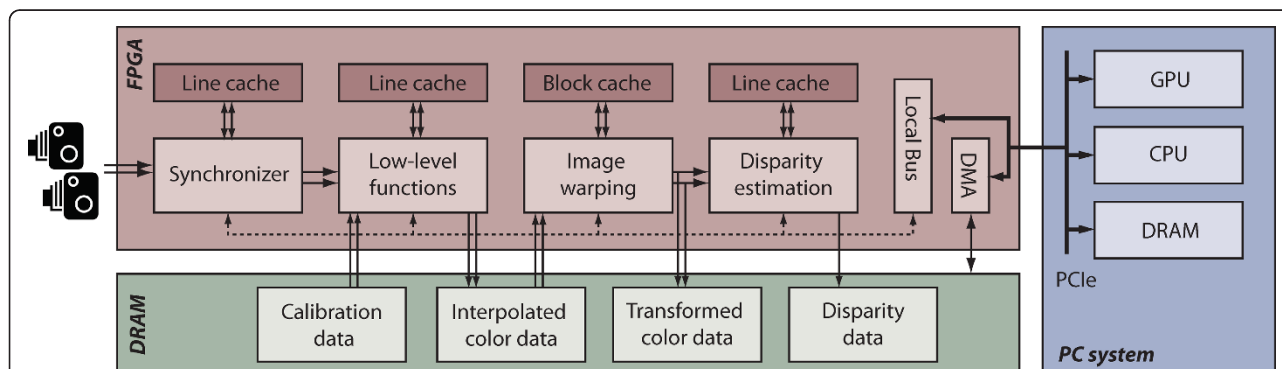 FPGA
Line cache
Line cache
Block cache
Line cache
Synchronizer
Low-level
functions
Image
warping
Disparity
estimation
Local Bus
DMA
GPU
CPU
DRAM
PCIe
PC system
DRAM
Calibration
data
Interpolated
color data
Transformed
color data
Disparity
data